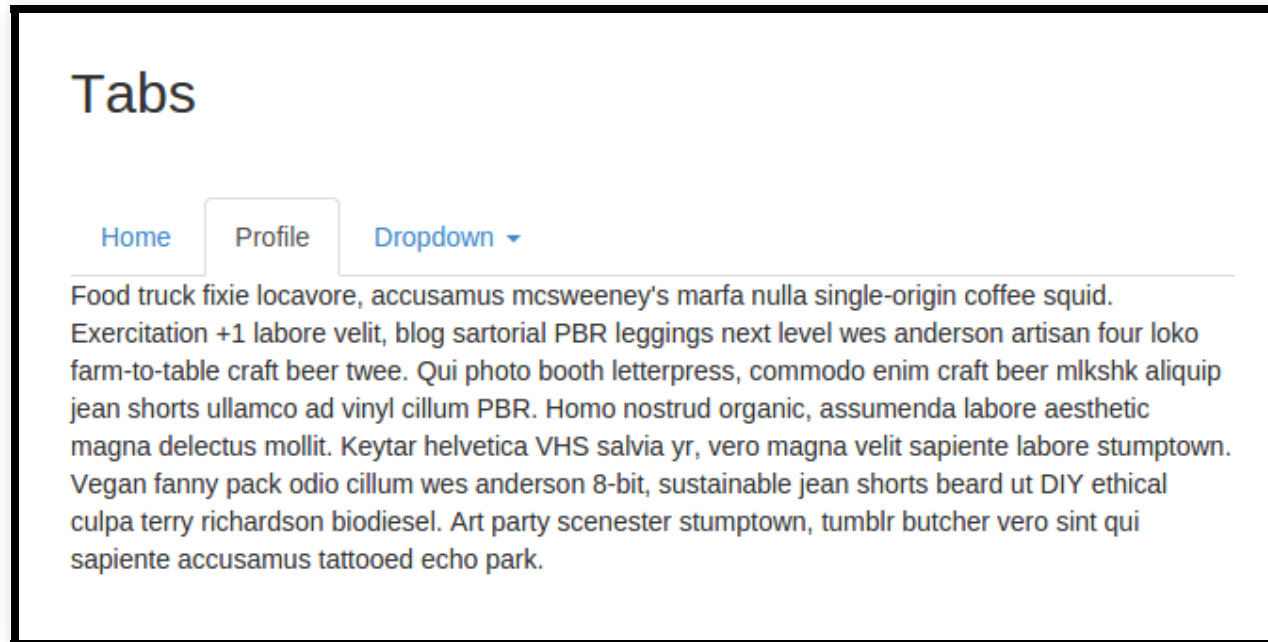 Tabs
Home Profile Dropdown
Food truck fixie locavore, accusamus mcsweeney's marfa nulla single-origin coffee squid.
Exercitation +1 labore velit, blog sartorial PBR leggings next level wes anderson artisan four loko
farm-to-table craft beer twee. Qui photo booth letterpress, commodo enim craft beer mlkshk aliquip
jean shorts ullamco ad vinyl cillum PBR. Homo nostrud organic, assumenda labore aesthetic
magna delectus mollit. Keytar helvetica VHS salvia yr, vero magna velit sapiente labore stumptown.
Vegan fanny pack odio cillum wes anderson 8-bit, sustainable jean shorts beard ut DIY ethical
culpa terry richardson biodiesel. Art party scenester stumptown, tumblr butcher vero sint qui
sapiente accusamus tattooed echo park.